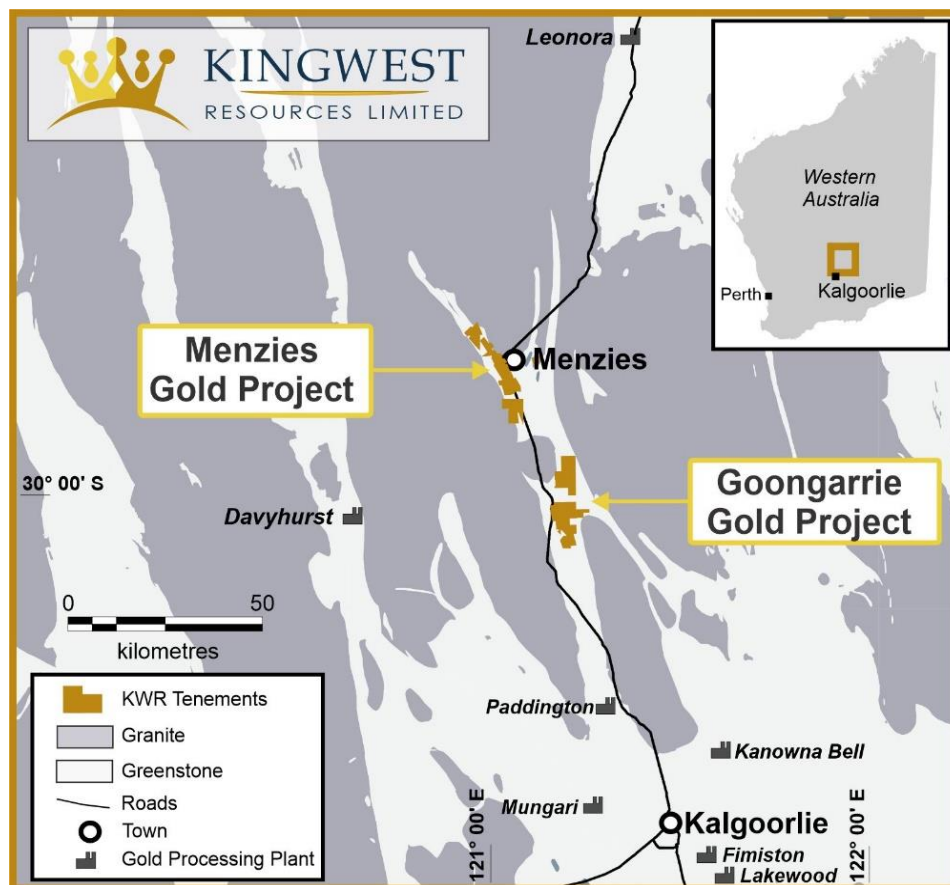 KINGWEST
RESOURCES LIMITED
Leonora
Western
Australia
Perth
Kalgoorlie
Menzies
Gold Project
Menzies
30° 00' S
Davyhurst
Goongarrie
Gold Project
0 50
kilometres
KWR Tenements
Granite
Greenstone
Roads
Town
Gold Processing Plant
Paddington
Kanowna Bell
Mungari
121° 00' E
Kalgoorlie
Fimiston
Lakewood
122° 00' E